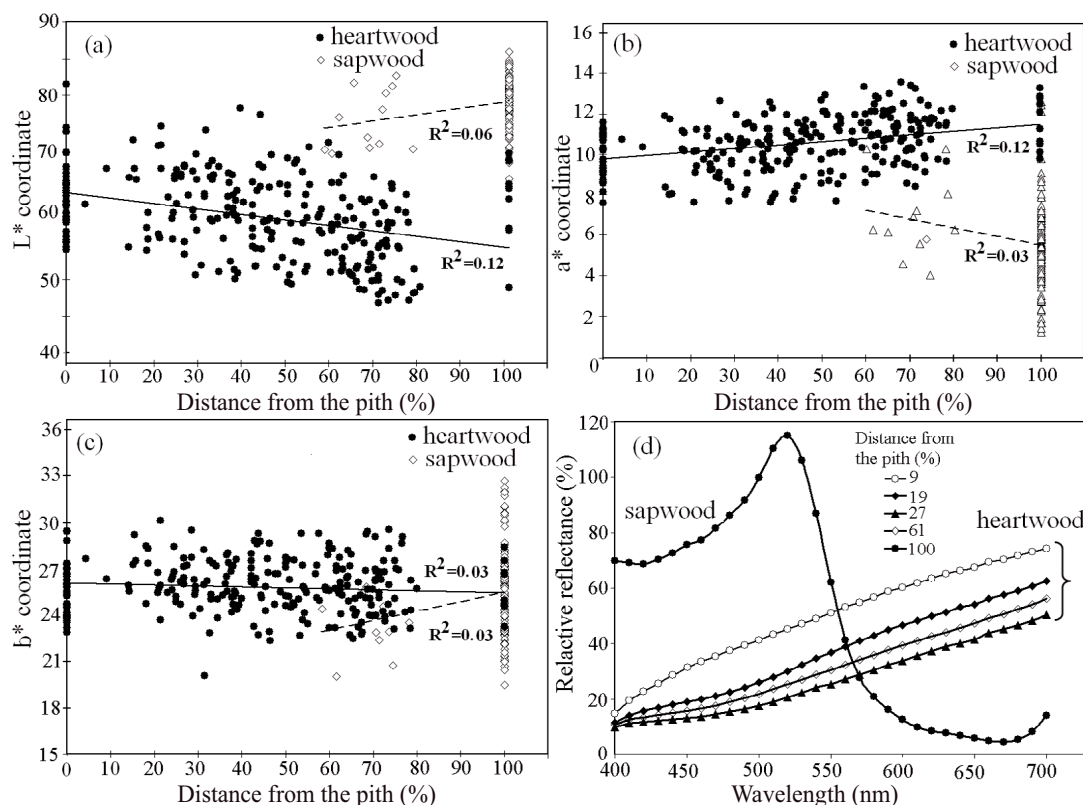 (a)
heartwood
sapwood
R²=0.06
R²=0.12
L* coordinate
90
80
70
60
50
40
0 10 20 30 40 50 60 70 80 90 100
Distance from the pith (%)
(b)
heartwood
sapwood
R²=0.12
R²=0.03
a* coordinate
16
14
12
10
8
6
4
2
0
0 10 20 30 40 50 60 70 80 90 100
Distance from the pith (%)
(c)
heartwood
sapwood
R²=0.03
R²=0.03
b* coordinate
36
33
30
27
26
24
21
18
15
0 10 20 30 40 50 60 70 80 90 100
Distance from the pith (%)
(d)
Distance from
the pith (%)
9
19
27
61
100
sapwood
heartwood
Relactive reflectance (%)
120
100
80
60
40
20
0
400 450 500 550 600 650 700
Wavelength (nm)